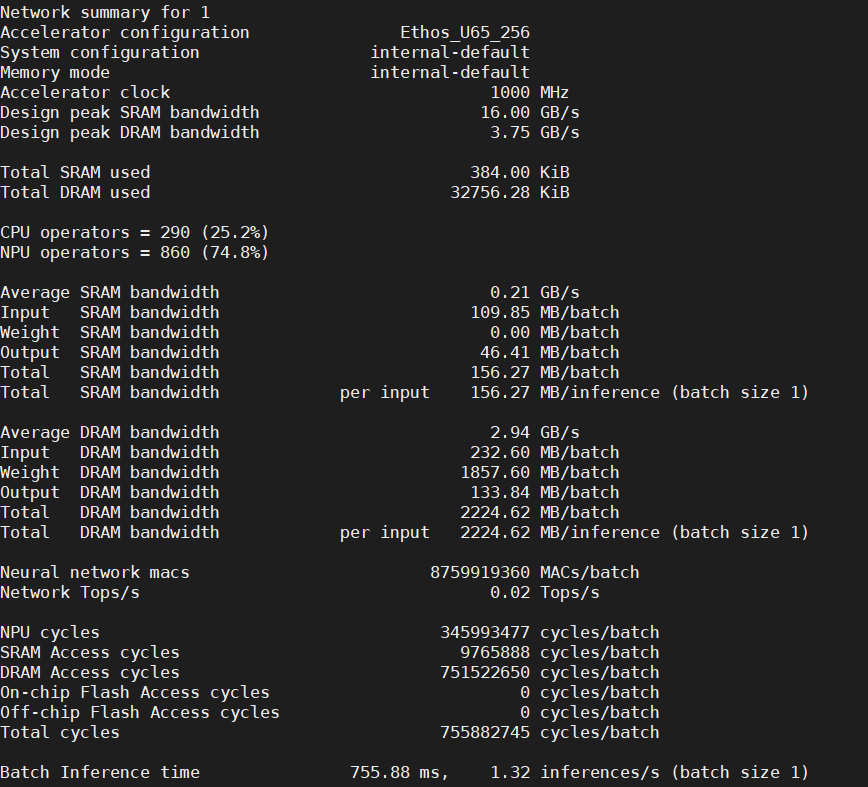 Network summary for 1
Accelerator configuration Ethos_U65_256
System configuration internal-default
Memory mode internal-default
Accelerator clock 1000 MHz
Design peak SRAM bandwidth 16.00 GB/s
Design peak DRAM bandwidth 3.75 GB/s
Total SRAM used 384.00 KiB
Total DRAM used 32756.28 KiB
CPU operators = 290 (25.2%)
NPU operators = 860 (74.8%)
Average SRAM bandwidth 0.21 GB/s
Input SRAM bandwidth 109.85 MB/batch
Weight SRAM bandwidth 0.00 MB/batch
Output SRAM bandwidth 46.41 MB/batch
Total SRAM bandwidth 156.27 MB/batch
Total SRAM bandwidth per input 156.27 MB/inference (batch size 1)
Average DRAM bandwidth 2.94 GB/s
Input DRAM bandwidth 232.60 MB/batch
Weight DRAM bandwidth 1857.60 MB/batch
Output DRAM bandwidth 133.84 MB/batch
Total DRAM bandwidth 2224.62 MB/batch
Total DRAM bandwidth per input 2224.62 MB/inference (batch size 1)
Neural network macs 8759919360 MACs/batch
Network Tops/s 0.02 Tops/s
NPU cycles 345993477 cycles/batch
SRAM Access cycles 9765888 cycles/batch
DRAM Access cycles 751522650 cycles/batch
On-chip Flash Access cycles 0 cycles/batch
Off-chip Flash Access cycles 0 cycles/batch
Total cycles 755882745 cycles/batch
Batch Inference time 755.88 ms, 1.32 inferences/s (batch size 1)